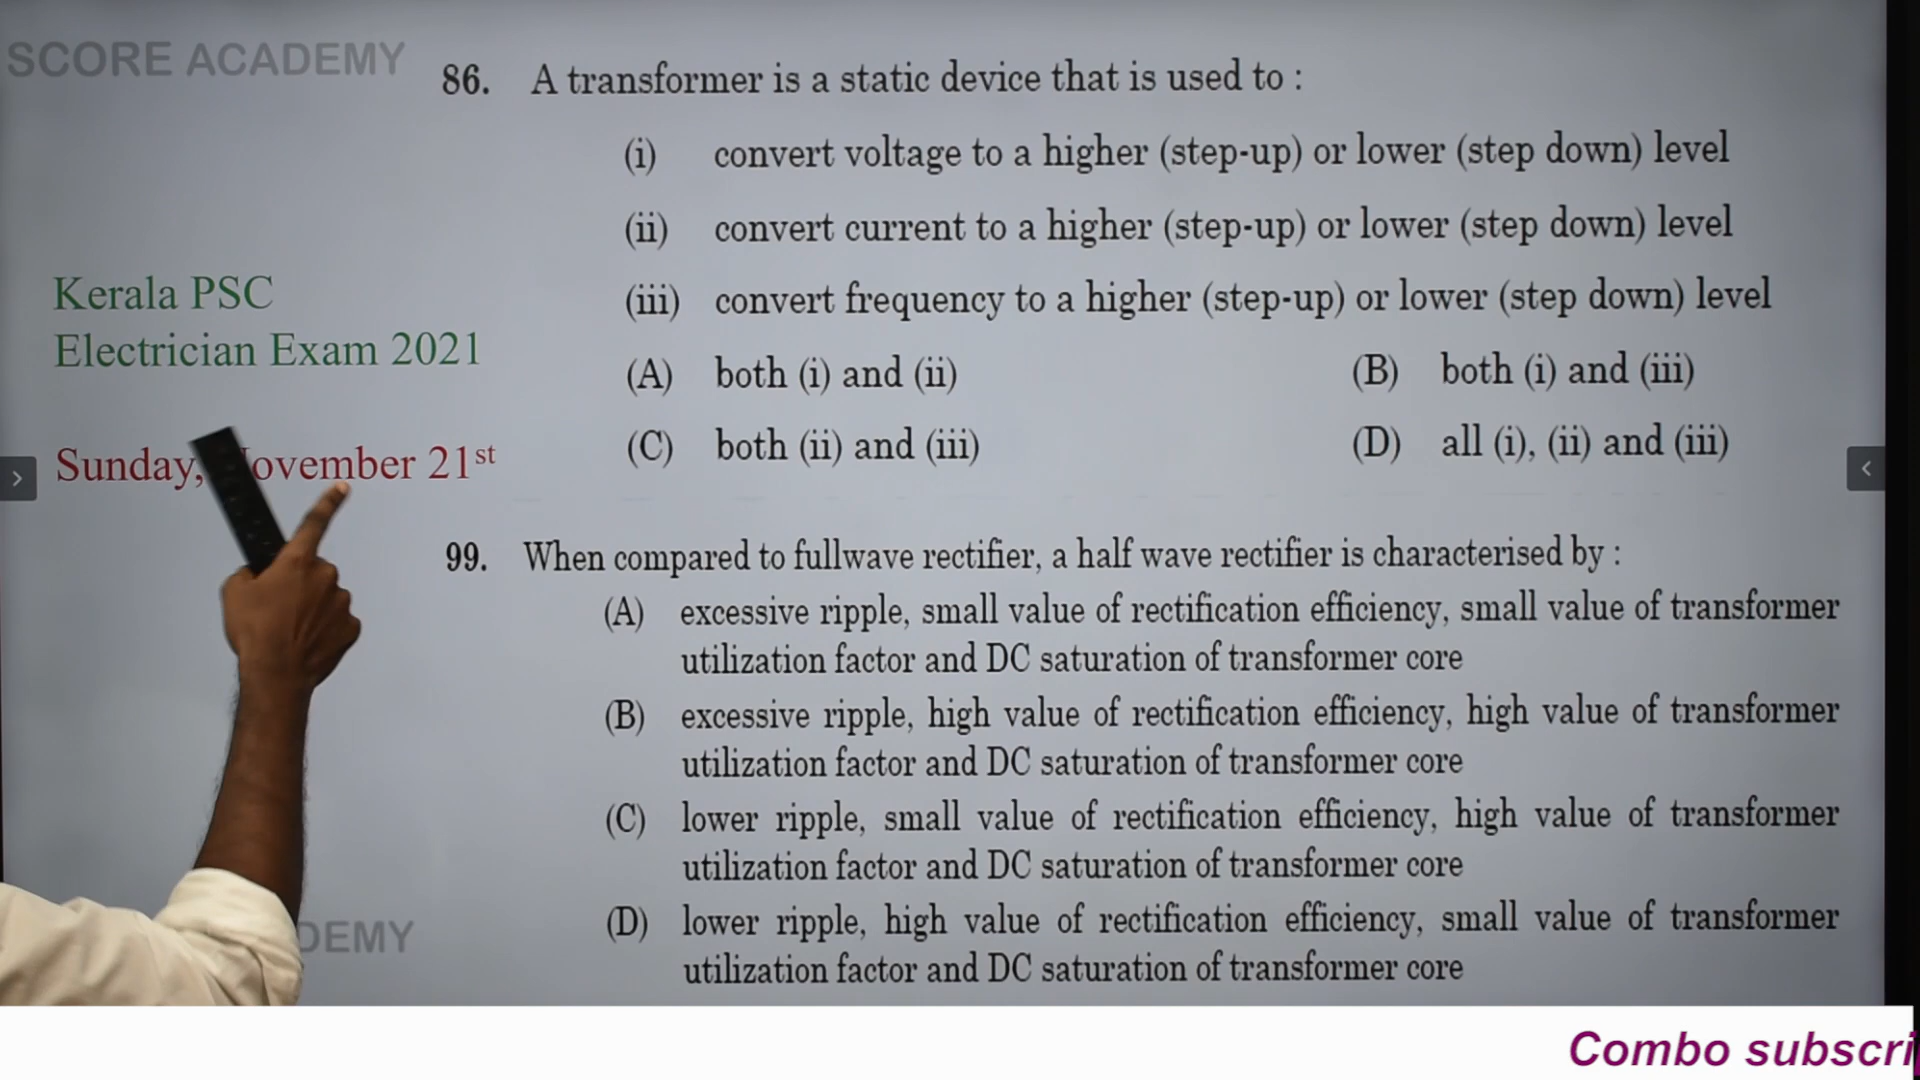 SCORE ACADEMY
86. A transformer is a static device that is used to :
(i) convert voltage to a higher (step-up) or lower (step down) level
(ii) convert current to a higher (step-up) or lower (step down) level
(iii) convert frequency to a higher (step-up) or lower (step down) level
(A) both (i) and (ii) (B) both (i) and (iii)
(C) both (ii) and (iii) (D) all (i), (ii) and (iii)
Kerala PSC
Electrician Exam 2021
Sunday, November 21st
99. When compared to fullwave rectifier, a half wave rectifier is characterised by :
(A) excessive ripple, small value of rectification efficiency, small value of transformer
utilization factor and DC saturation of transformer core
(B) excessive ripple, high value of rectification efficiency, high value of transformer
utilization factor and DC saturation of transformer core
(C) lower ripple, small value of rectification efficiency, high value of transformer
utilization factor and DC saturation of transformer core
(D) lower ripple, high value of rectification efficiency, small value of transformer
utilization factor and DC saturation of transformer core
DEMY
Combo subscri